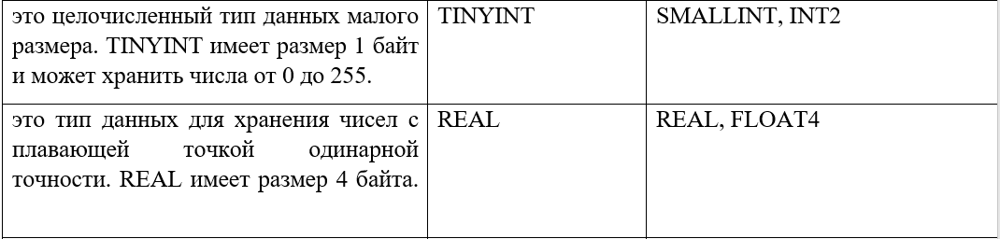 это целочисленный тип данных малого
размера. TINYINT имеет размер 1 байт
и может хранить числа от 0 до 255.
TINYINT
SMALLINT, INT2
это тип данных для хранения чисел с
плавающей точкой одинарной
точности. REAL имеет размер 4 байта.
REAL
REAL, FLOAT4